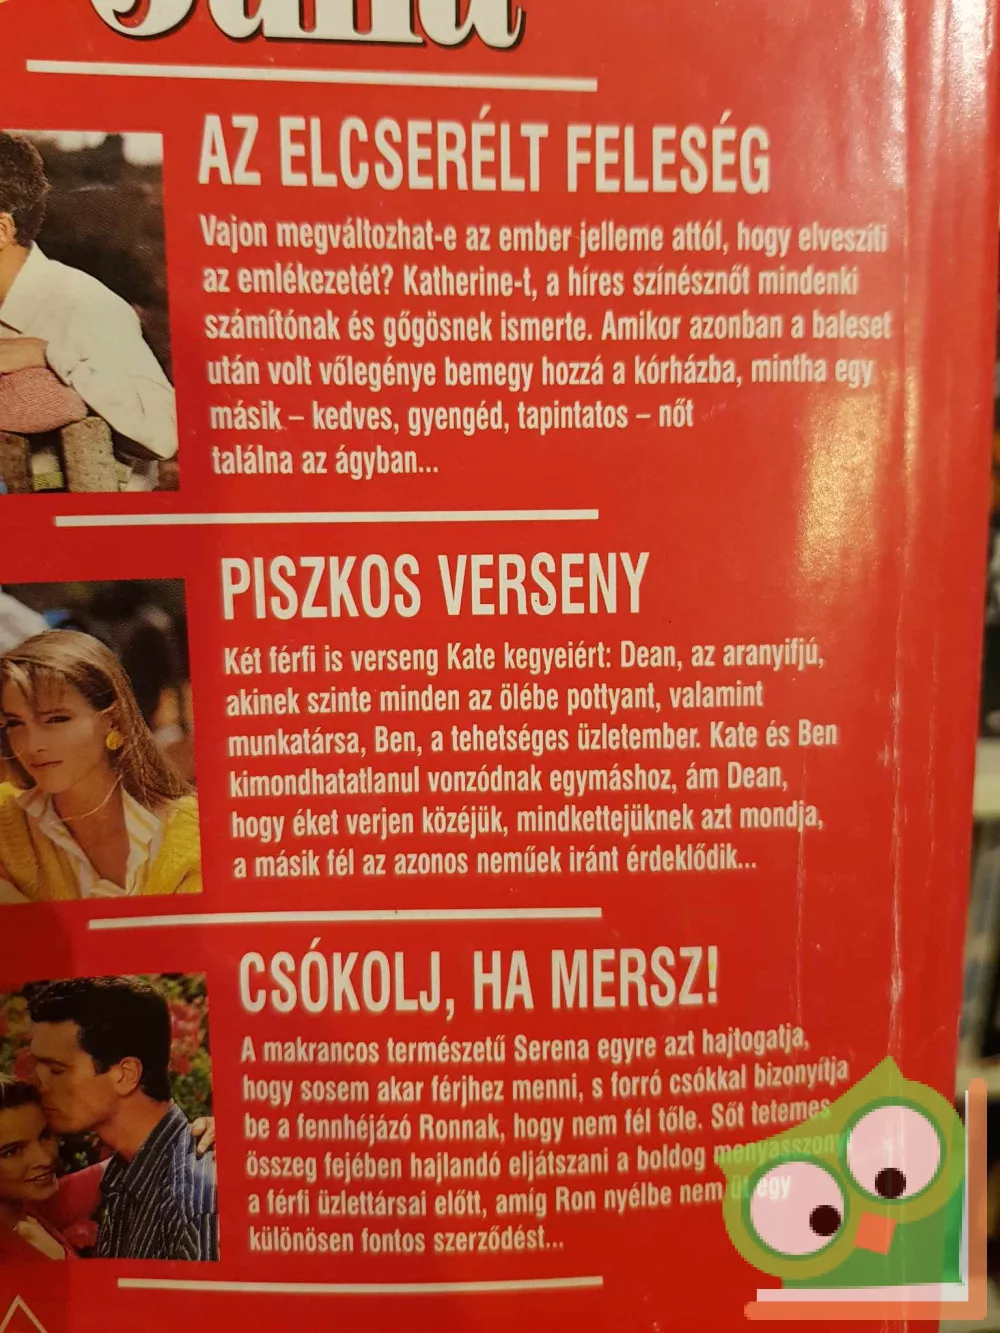 AZ ELCSERÉLT FELESÉG
Vajon megváltozhat-e az ember jelleme attól, hogy elveszíti
az emlékezetét? Katherine-t, a híres színésznőt mindenki
számítónak és gőgösnek ismerte. Amikor azonban a baleset
után volt vőlegénye bemegy hozzá a kórházba, mintha egy
másik – kedves, gyengéd, tapintatos – nőt
találna az ágyban...
PISZKOS VERSENY
Két férfi is verseng Kate kegyeiért: Dean, az aranyifjú,
akinek szinte minden az ölébe pottyant, valamint
munkatársa, Ben, a tehetséges üzletember. Kate és Ben
kimondhatatlanul vonzódnak egymáshoz, ám Dean,
hogy éket verjen közéjük, mindkettejüknek azt mondja,
a másik fél az azonos neműek iránt érdeklődik...
CSÓKOLJ, HA MERSZ!
A makrancos természetű Serena egyre azt hajtogatja,
hogy sosem akar férjhez menni, s forró csókkal bizonyítja
be a fennhéjázó Ronnak, hogy nem fél tőle. Sőt tetemes
összeg fejében hajlandó eljátszani a boldog menyasszonyt
a férfi üzlettársai előtt, amíg Ron nyélbe nem üt egy
különösen fontos szerződést...